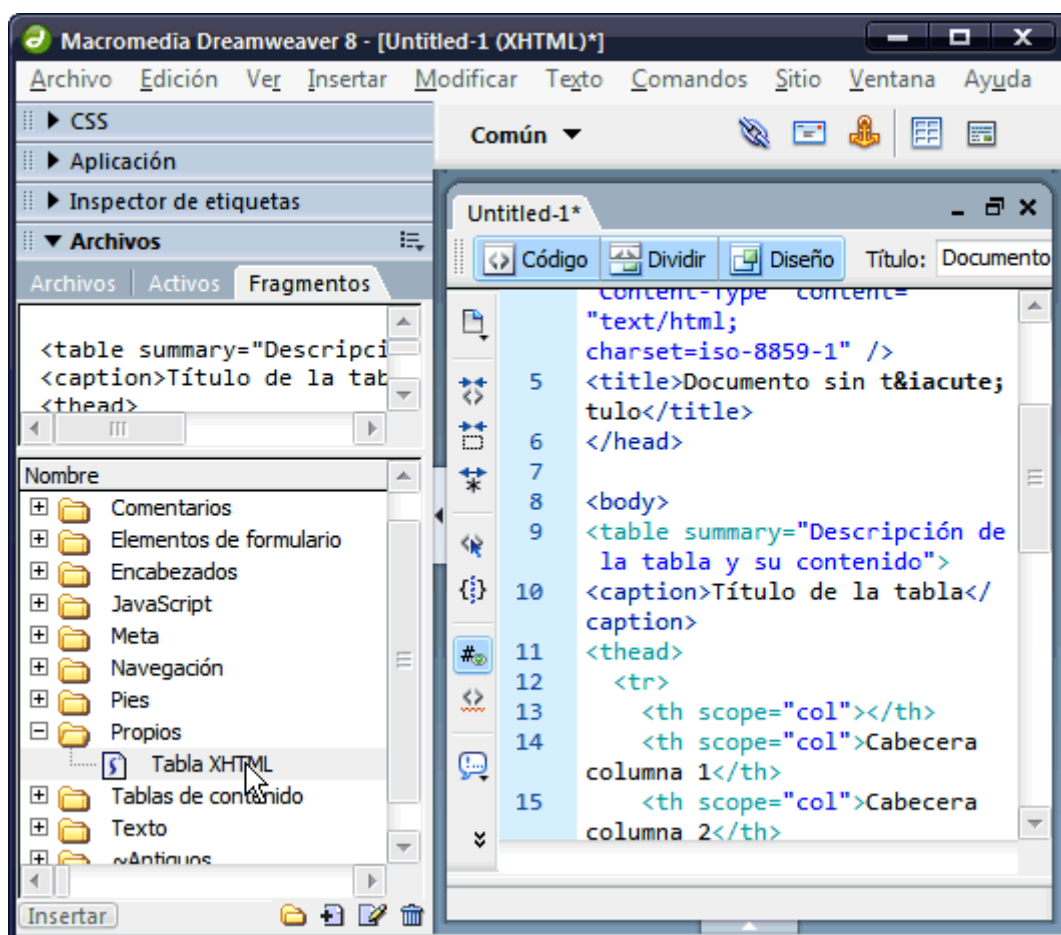 Macromedia Dreamweaver 8 - [Untitled-1 (XHTML)*]
Archivo Edición Ver Insertar Modificar Texto Comandos Sitio Ventana Ayuda
CSS
Aplicación
Inspector de etiquetas
Archivos
Archivos Activos Fragmentos
<table summary="Descripci
<caption>Título de la tab
<thead>
Nombre
Comentarios
Elementos de formulario
Encabezados
JavaScript
Meta
Navegación
Pies
Propios
Tabla XHTML
Tablas de contenido
Texto
~Antiguos
Insertar
Común
Untitled-1*
Código Dividir Diseño Título: Documento
Content-Type" content=
"text/html;
charset=iso-8859-1" />
5 <title>Documento sin t&iacute;
tulo</title>
6 </head>
7
8 <body>
9 <table summary="Descripción de
la tabla y su contenido">
10 <caption>Título de la tabla</
caption>
11 <thead>
12 <tr>
13 <th scope="col"></th>
14 <th scope="col">Cabecera
columna 1</th>
15 <th scope="col">Cabecera
columna 2</th>